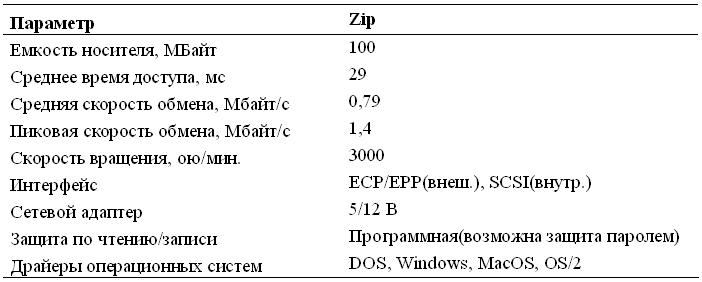 Параметр Zip
Емкость носителя, МБайт 100
Среднее время доступа, мс 29
Средняя скорость обмена, Мбайт/с 0,79
Пиковая скорость обмена, Мбайт/с 1,4
Скорость вращения, ою/мин. 3000
Интерфейс ECP/EPP(внеш.), SCSI(внутр.)
Сетевой адаптер 5/12 В
Защита по чтению/записи Программная(возможна защита паролем)
Драйеры операционных систем DOS, Windows, MacOS, OS/2